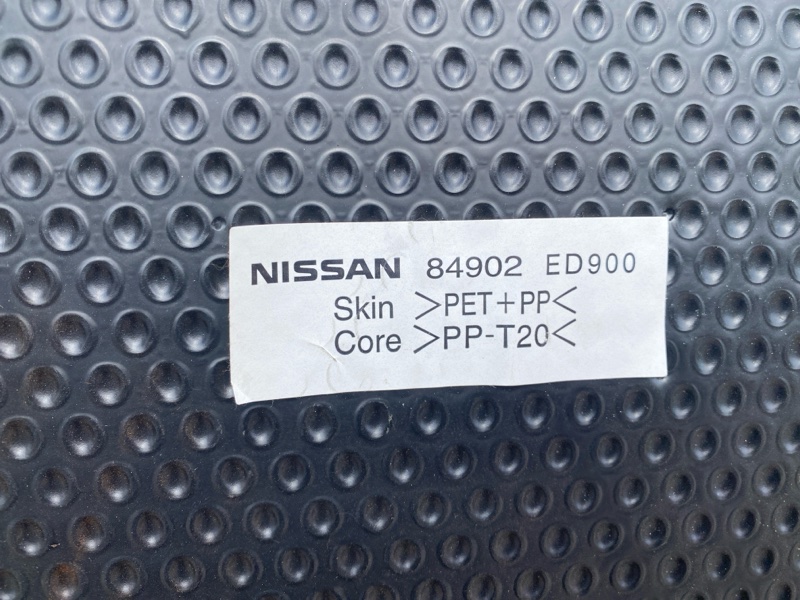 NISSAN 84902 ED900
Skin >PET+PP<
Core >PP-T20<